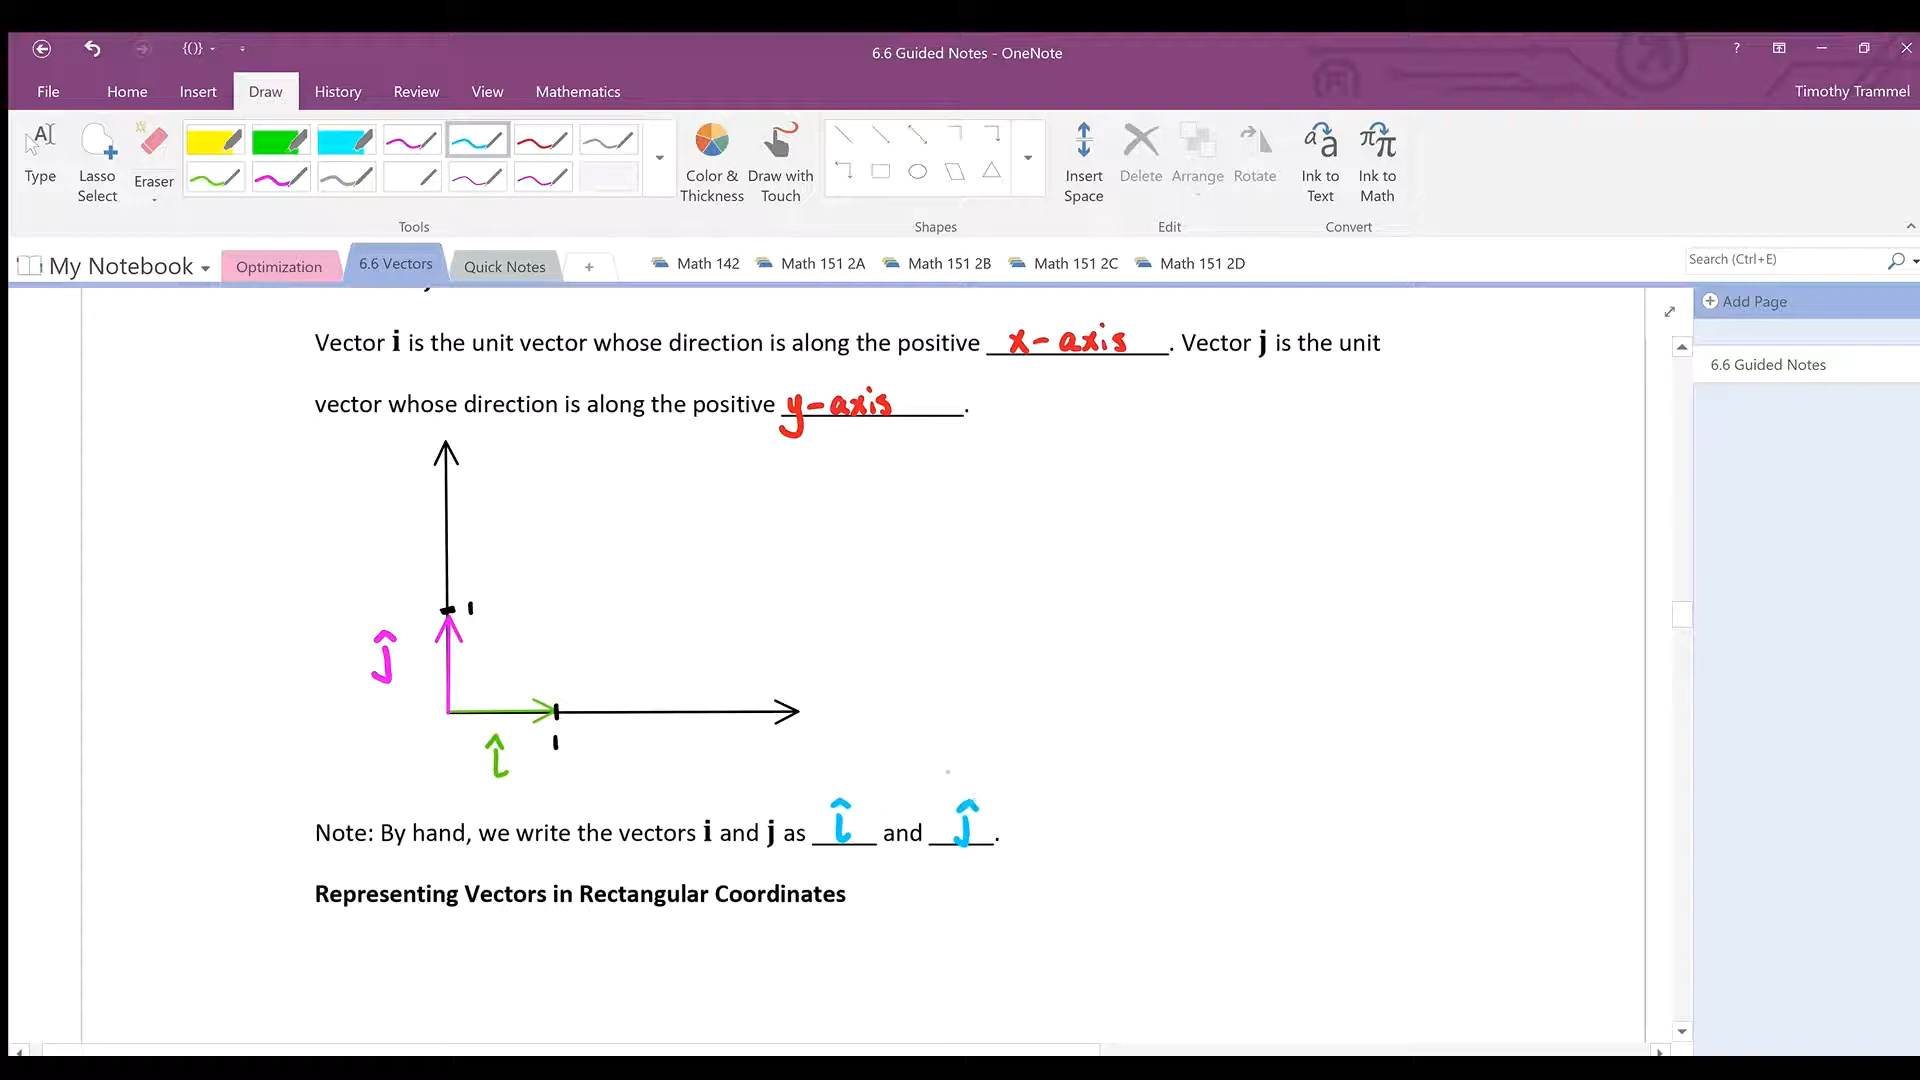 {()}
6.6 Guided Notes - OneNote
?
File Home Insert Draw History Review View Mathematics
Timothy Trammel
Type
Lasso Select
Eraser
Color & Thickness
Draw with Touch
Insert Space
Delete
Arrange
Rotate
Ink to Text
Ink to Math
Tools Shapes Edit Convert
My Notebook Optimization 6.6 Vectors Quick Notes + Math 142 Math 151 2A Math 151 2B Math 151 2C Math 151 2D
Search (Ctrl+E)
Add Page
6.6 Guided Notes
Vector i is the unit vector whose direction is along the positive x-axis. Vector j is the unit
vector whose direction is along the positive y-axis.
1
ĵ
î
1
Note: By hand, we write the vectors i and j as î and ĵ.
Representing Vectors in Rectangular Coordinates